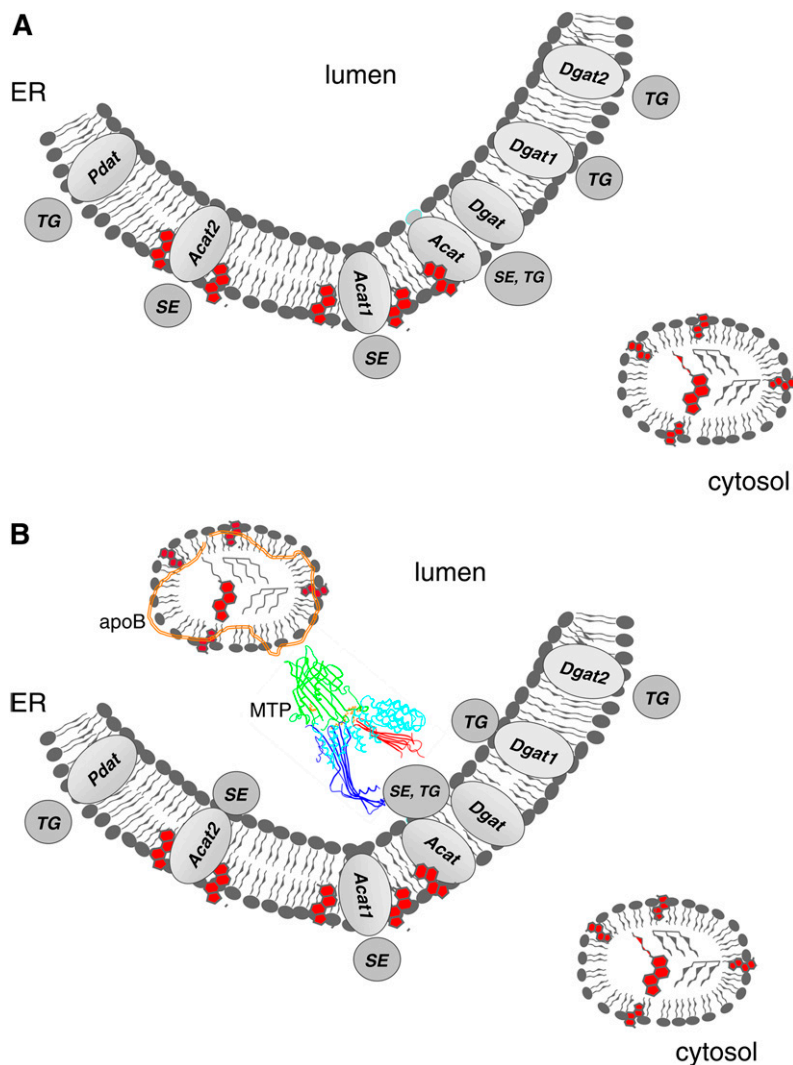 A
lumen
Dgat2
TG
ER
Dgat1
TG
Pdat
Dgat
TG
Acat2
Acat
SE, TG
SE
Acat1
SE
cytosol
B
lumen
apoB
Dgat2
MTP
ER
TG
TG
Dgat1
Pdat
SE
SE, TG
Dgat
TG
Acat2
Acat
Acat1
SE
cytosol